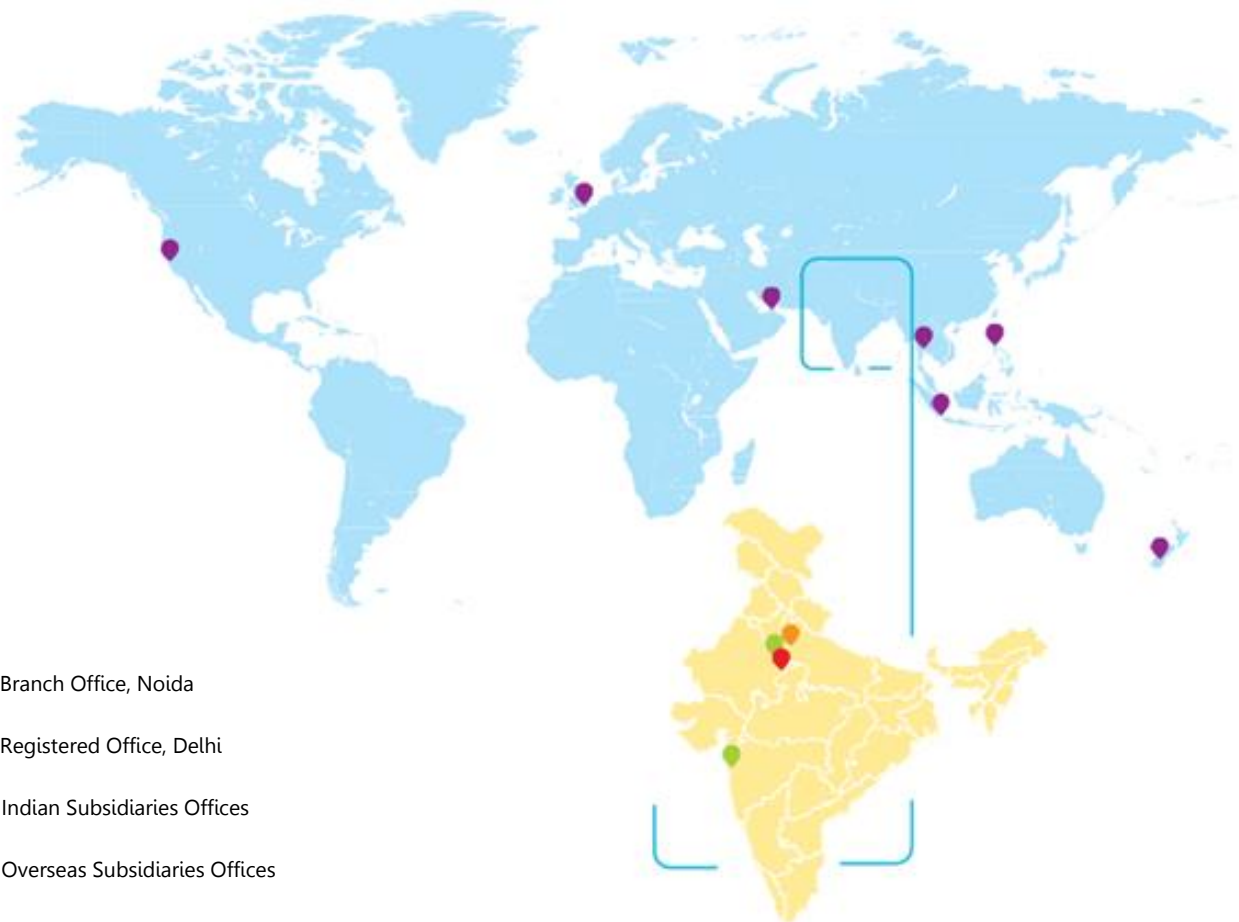 Branch Office, Noida
Registered Office, Delhi
Indian Subsidiaries Offices
Overseas Subsidiaries Offices